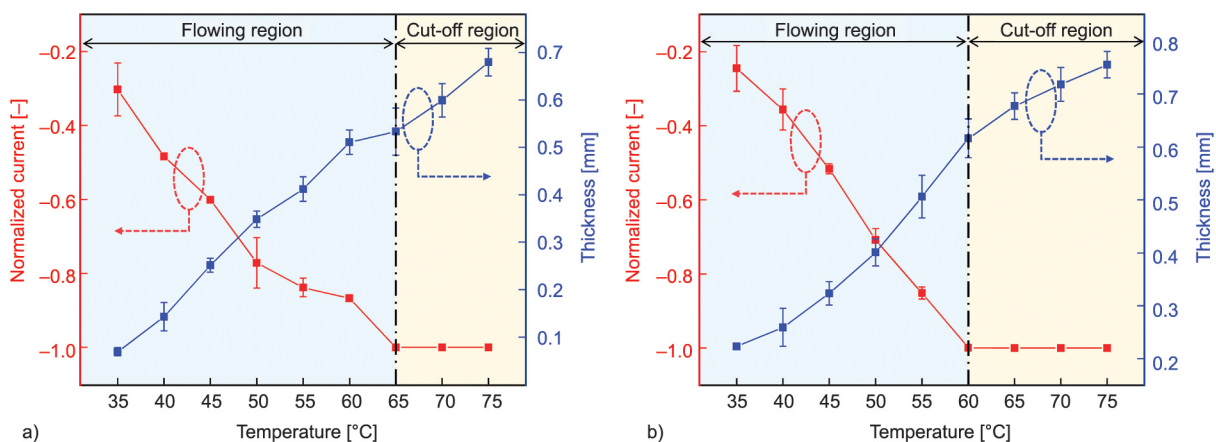 Flowing region
Cut-off region
−0.2
−0.4
−0.6
−0.8
−1.0
Normalized current [–]
0.7
0.6
0.5
0.4
0.3
0.2
0.1
Thickness [mm]
35 40 45 50 55 60 65 70 75
Temperature [°C]
a)
Flowing region
Cut-off region
−0.2
−0.4
−0.6
−0.8
−1.0
Normalized current [–]
0.8
0.7
0.6
0.5
0.4
0.3
0.2
Thickness [mm]
35 40 45 50 55 60 65 70 75
Temperature [°C]
b)